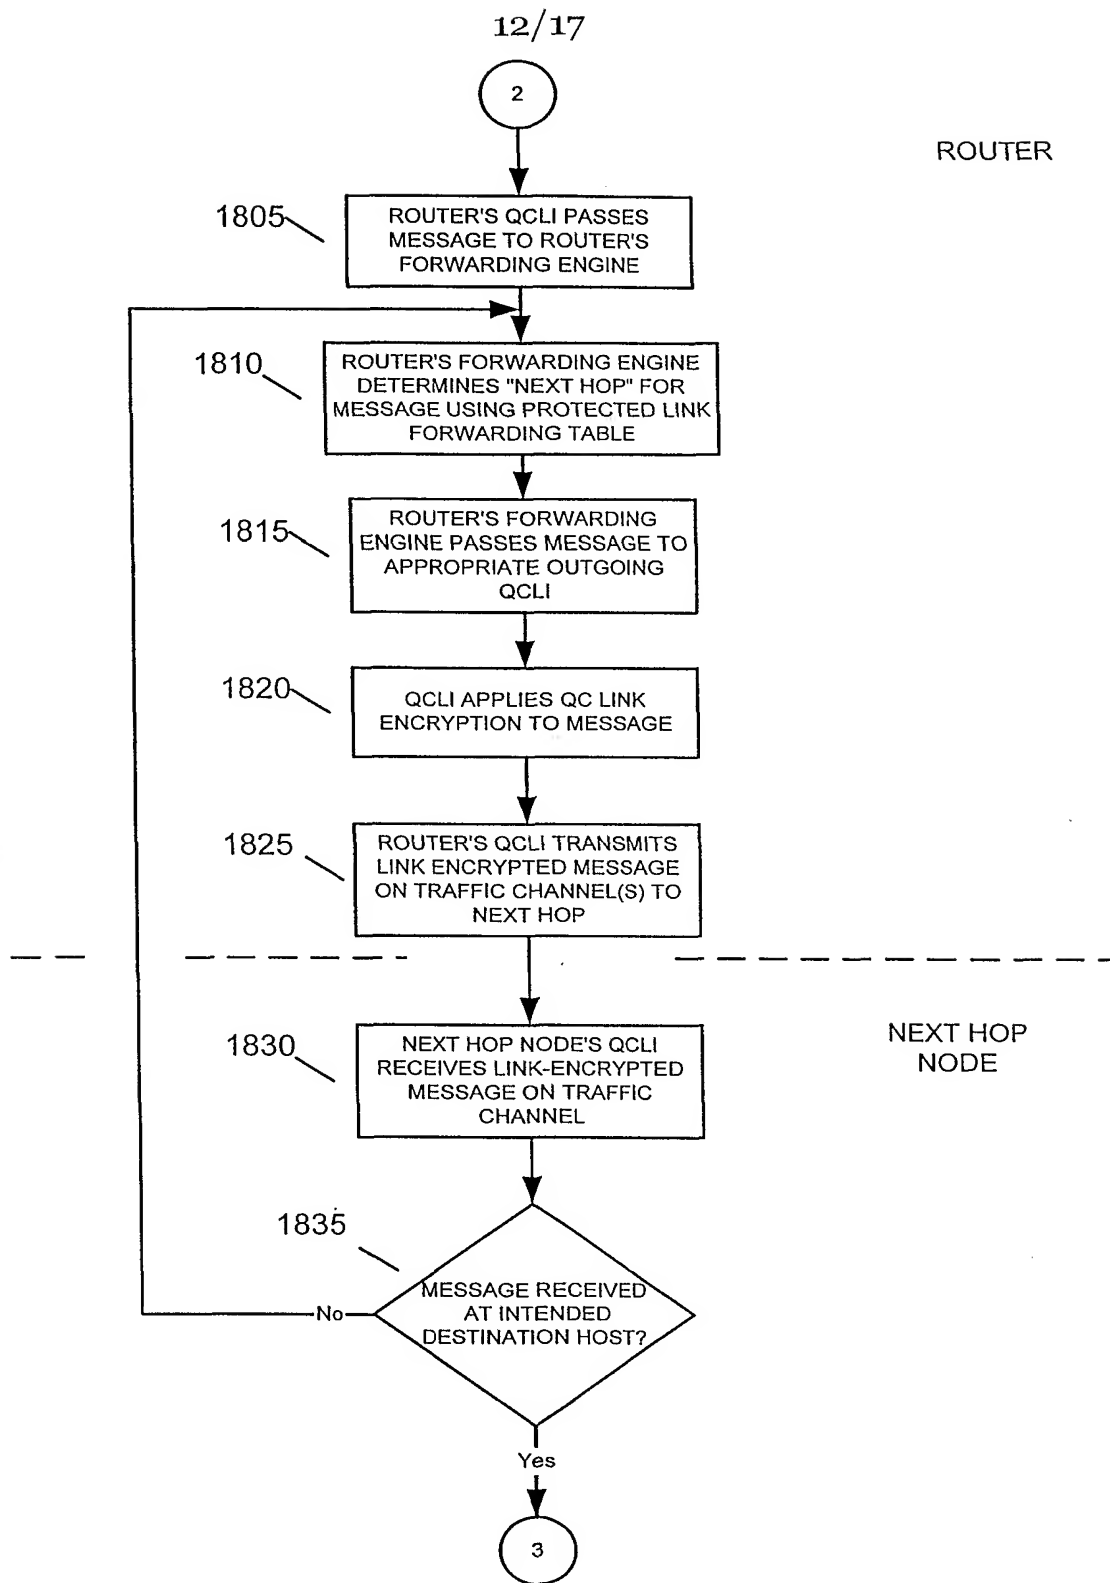 12/17
2
ROUTER
1805
ROUTER'S QCLI PASSES
MESSAGE TO ROUTER'S
FORWARDING ENGINE
1810
ROUTER'S FORWARDING ENGINE
DETERMINES "NEXT HOP" FOR
MESSAGE USING PROTECTED LINK
FORWARDING TABLE
1815
ROUTER'S FORWARDING
ENGINE PASSES MESSAGE TO
APPROPRIATE OUTGOING
QCLI
1820
QCLI APPLIES QC LINK
ENCRYPTION TO MESSAGE
1825
ROUTER'S QCLI TRANSMITS
LINK ENCRYPTED MESSAGE
ON TRAFFIC CHANNEL(S) TO
NEXT HOP
1830
NEXT HOP NODE'S QCLI
RECEIVES LINK-ENCRYPTED
MESSAGE ON TRAFFIC
CHANNEL
NEXT HOP
NODE
1835
MESSAGE RECEIVED
AT INTENDED
DESTINATION HOST?
No
Yes
3